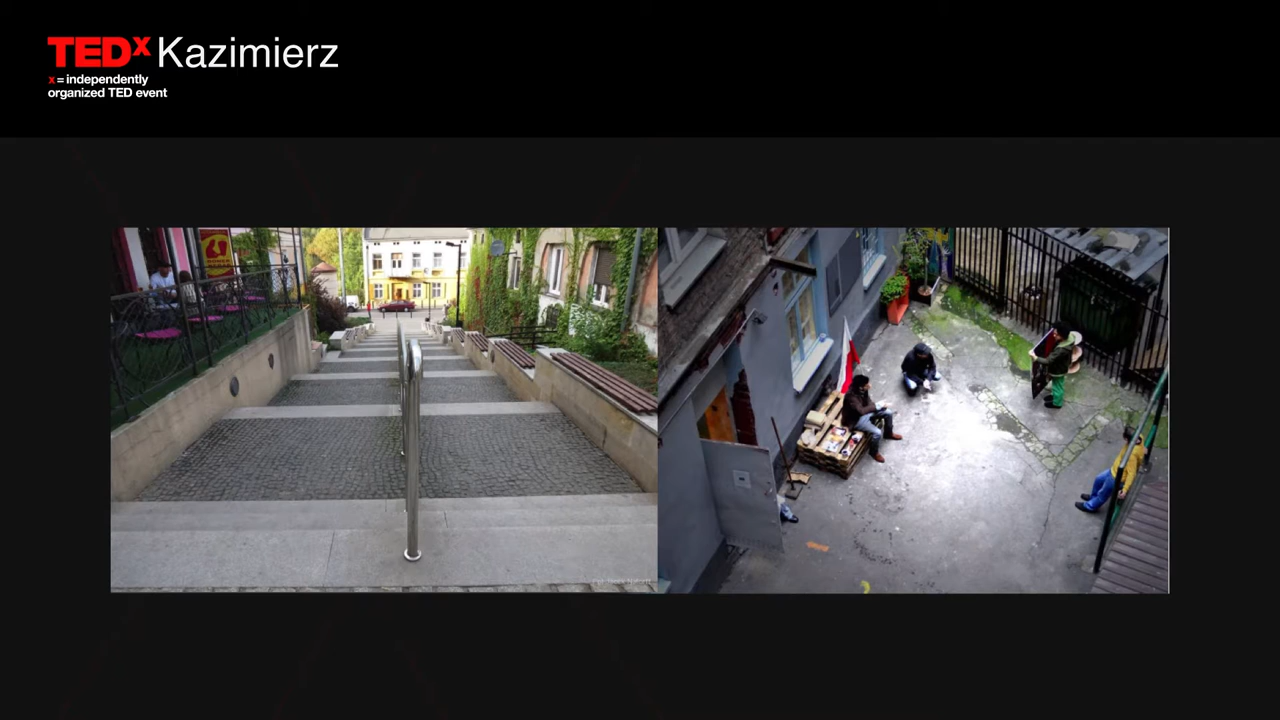 TEDxKazimierz
x = independently
organized TED event